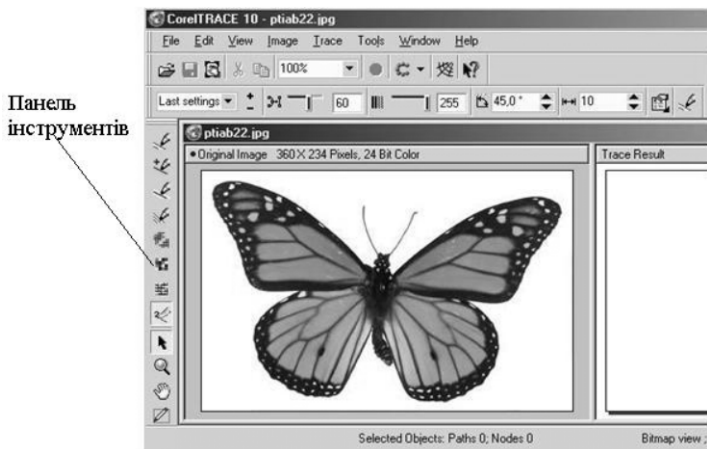 CorelTRACE 10 - ptiab22.jpg
File Edit View Image Trace Tools Window Help
100%
Last settings 60 255 45,0° 10
Панель
інструментів
ptiab22.jpg
Original Image 360 X 234 Pixels, 24 Bit Color Trace Result
Selected Objects: Paths 0; Nodes 0 Bitmap view ;